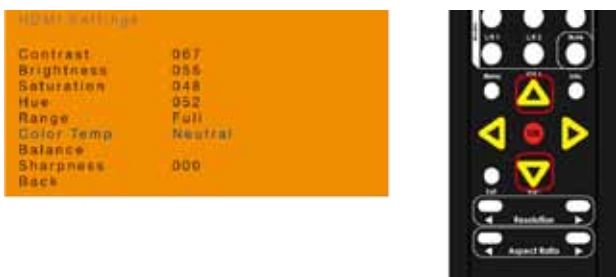 HDMI Settings
Contrast 067
Brightness 055
Saturation 048
Hue 052
Range Full
Color Temp Neutral
Balance
Sharpness 000
Back
Menu Info
OK
Exit
Resolution
Aspect Ratio